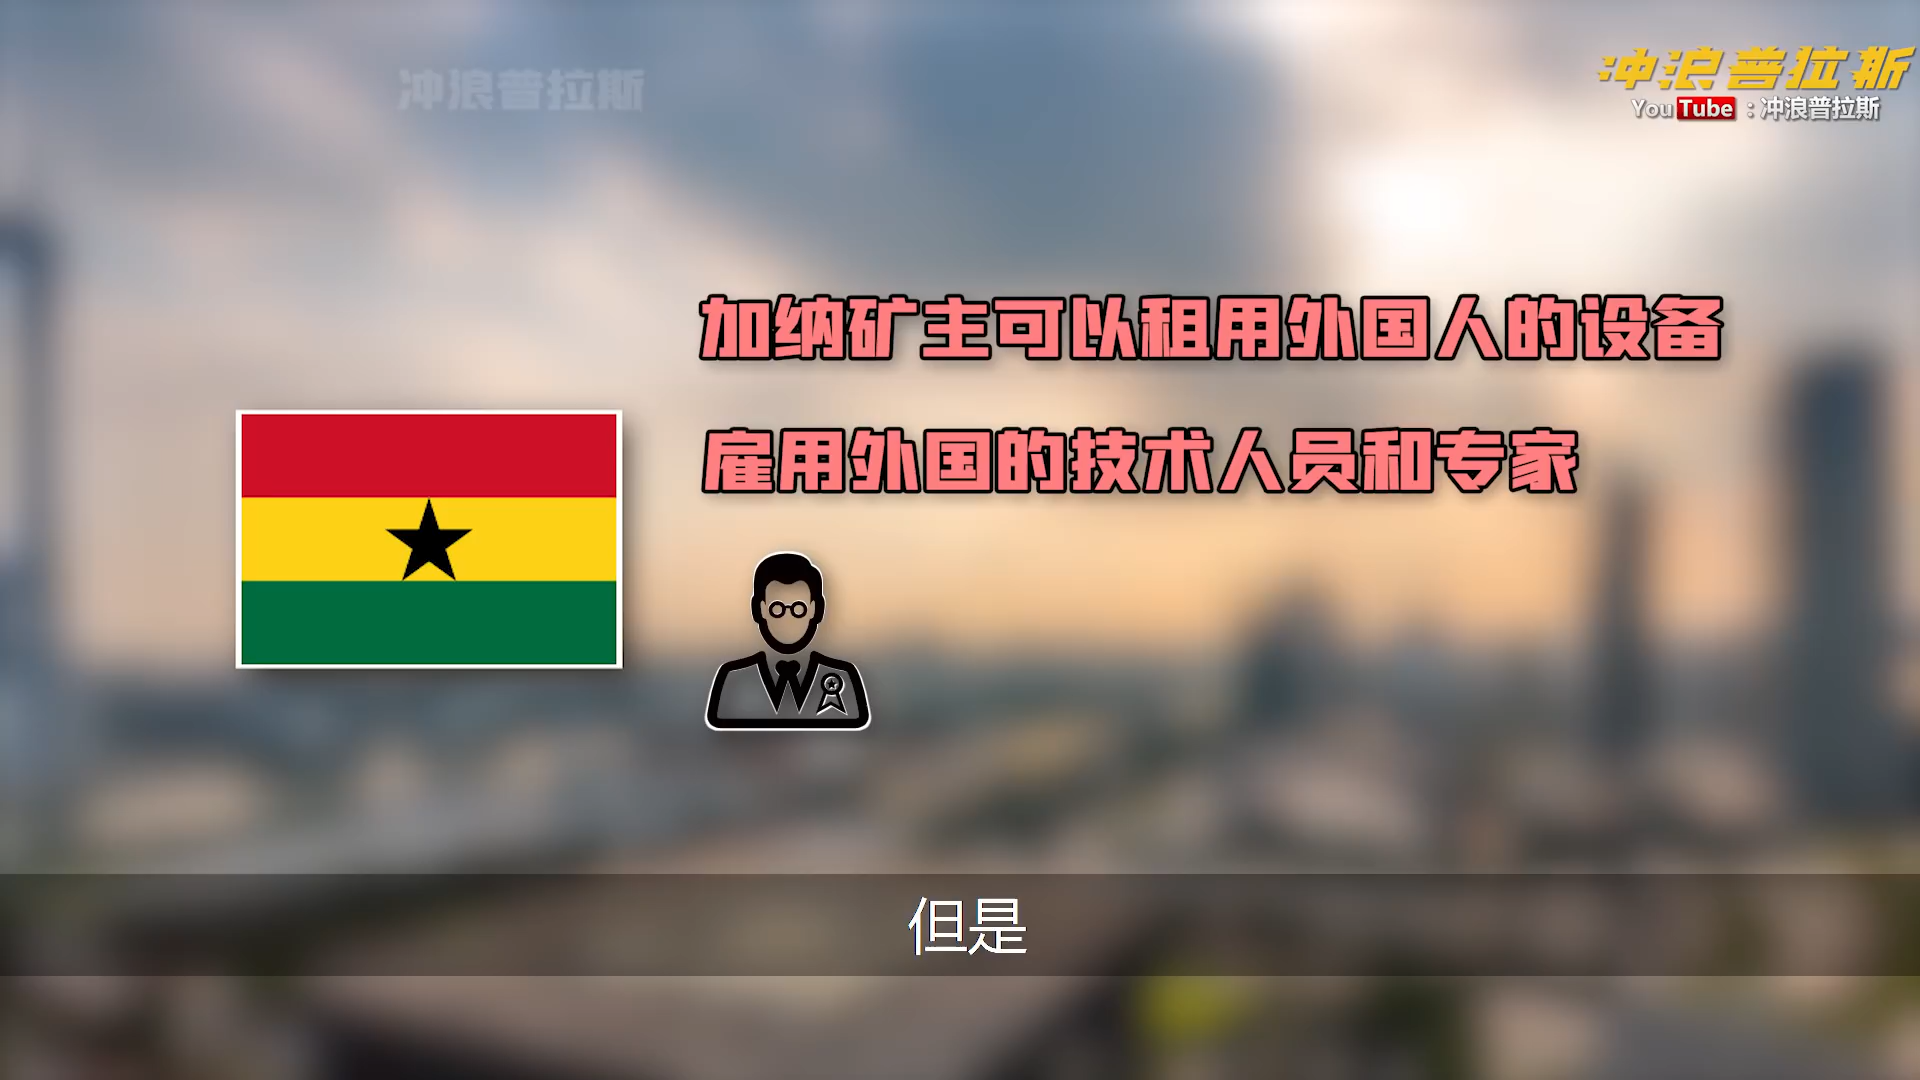 冲浪普拉斯
冲浪普拉斯
YouTube：冲浪普拉斯
加纳矿主可以租用外国人的设备
雇用外国的技术人员和专家
但是